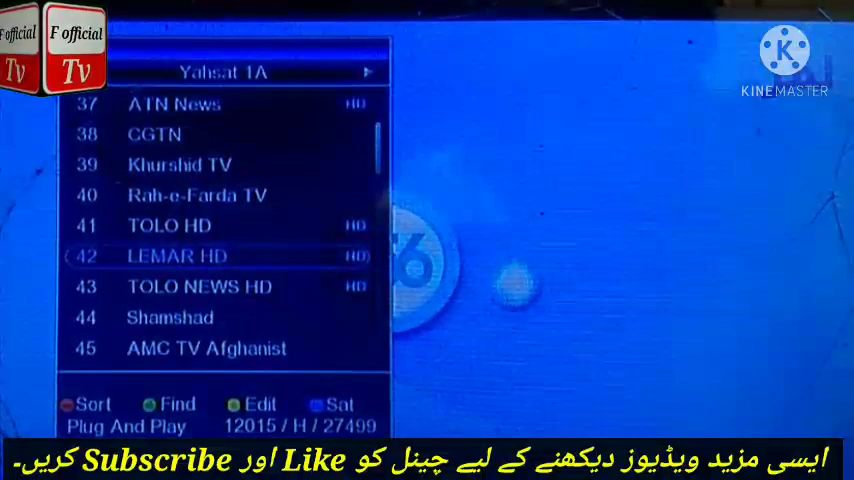 F official
Tv
F official
Tv
KINEMASTER
Yahsat 1A
37 ATN News HD
38 CGTN
39 Khurshid TV
40 Rah-e-Farda TV
41 TOLO HD HD
42 LEMAR HD HD
43 TOLO NEWS HD HD
44 Shamshad
45 AMC TV Afghanist
Sort Find Edit Sat
Plug And Play 12015 / H / 27499
ایسی مزید ویڈیوز دیکھنے کے لیے چینل کو Like اور Subscribe کریں۔